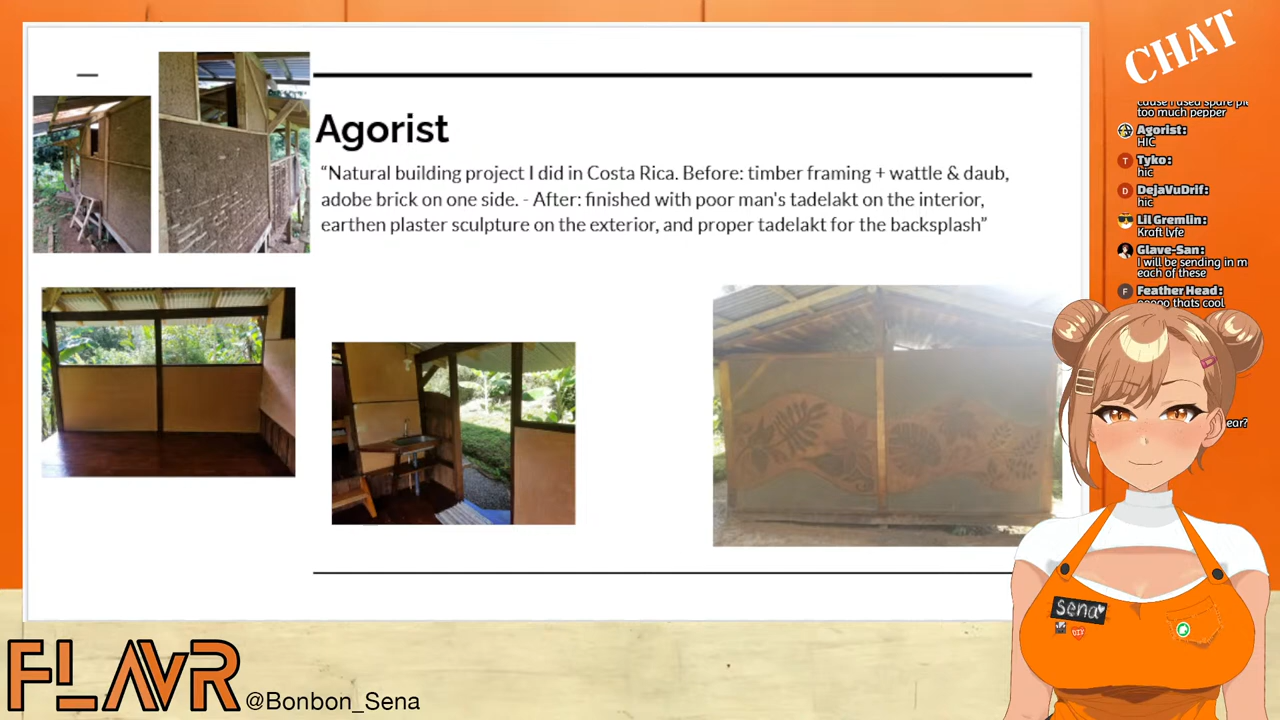 CHAT
cause i used spare
too much pepper
Agorist:
HIC
Tyko:
hic
DejaVuDrif:
hic
Lil Gremlin:
Kraft lyfe
Glave-San:
I will be sending in m
each of these
Feather Head:
ooooo thats cool
ear?
Agorist
“Natural building project I did in Costa Rica. Before: timber framing + wattle & daub,
adobe brick on one side. - After: finished with poor man's tadelakt on the interior,
earthen plaster sculpture on the exterior, and proper tadelakt for the backsplash”
sena
DIY
FLAVR
@Bonbon_Sena